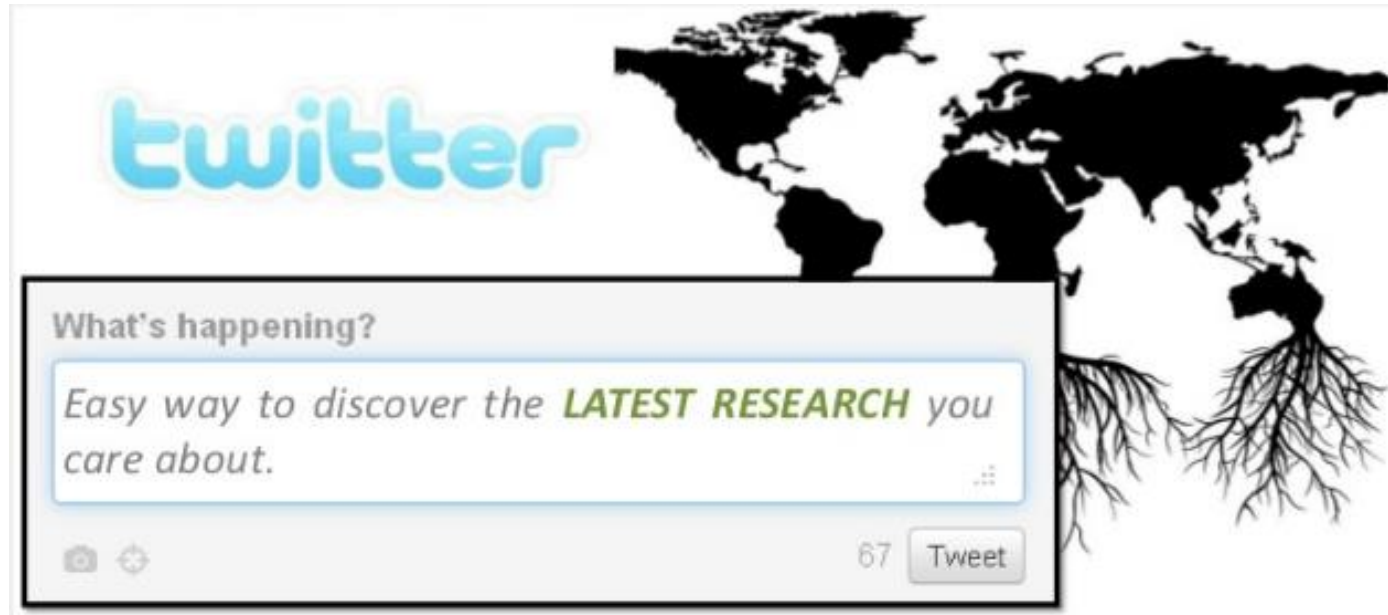 twitter
What's happening?
Easy way to discover the LATEST RESEARCH you
care about.
67 Tweet